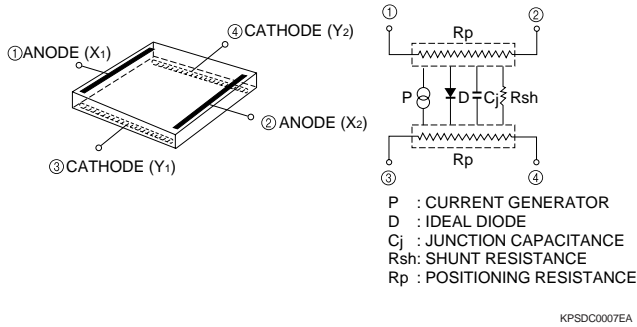 ①ANODE (X1)
④CATHODE (Y2)
② ANODE (X2)
③CATHODE (Y1)
① ②
Rp
P D Cj Rsh
Rp
③ ④
P : CURRENT GENERATOR
D : IDEAL DIODE
Cj : JUNCTION CAPACITANCE
Rsh: SHUNT RESISTANCE
Rp : POSITIONING RESISTANCE
KPSDC0007EA